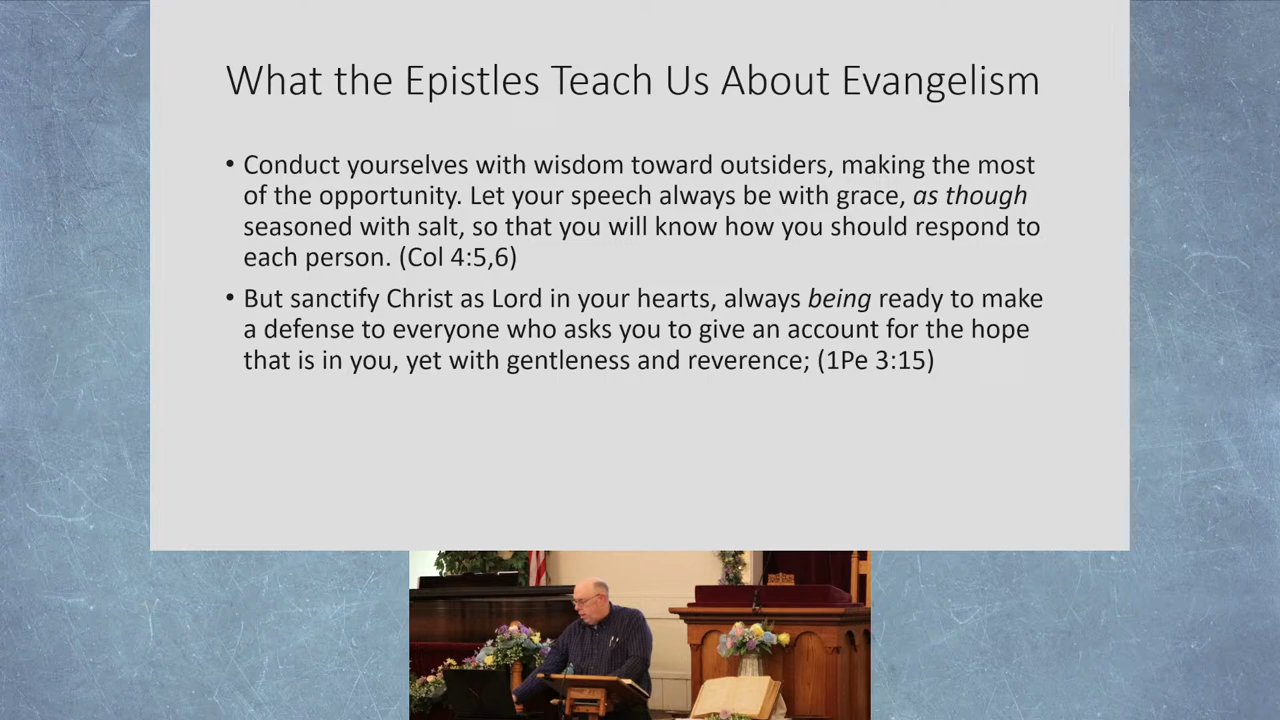 What the Epistles Teach Us About Evangelism
• Conduct yourselves with wisdom toward outsiders, making the most
of the opportunity. Let your speech always be with grace, as though
seasoned with salt, so that you will know how you should respond to
each person. (Col 4:5,6)
• But sanctify Christ as Lord in your hearts, always being ready to make
a defense to everyone who asks you to give an account for the hope
that is in you, yet with gentleness and reverence; (1Pe 3:15)